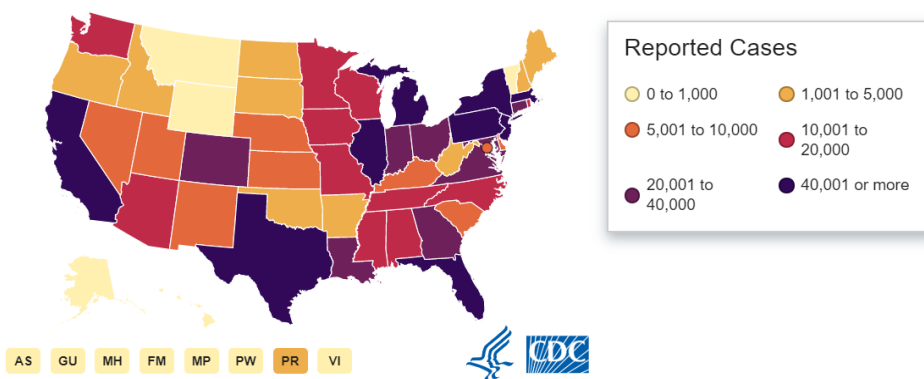 Reported Cases
0 to 1,000
1,001 to 5,000
5,001 to 10,000
10,001 to
20,000
20,001 to
40,000
40,001 or more
AS GU MH FM MP PW PR VI
CDC